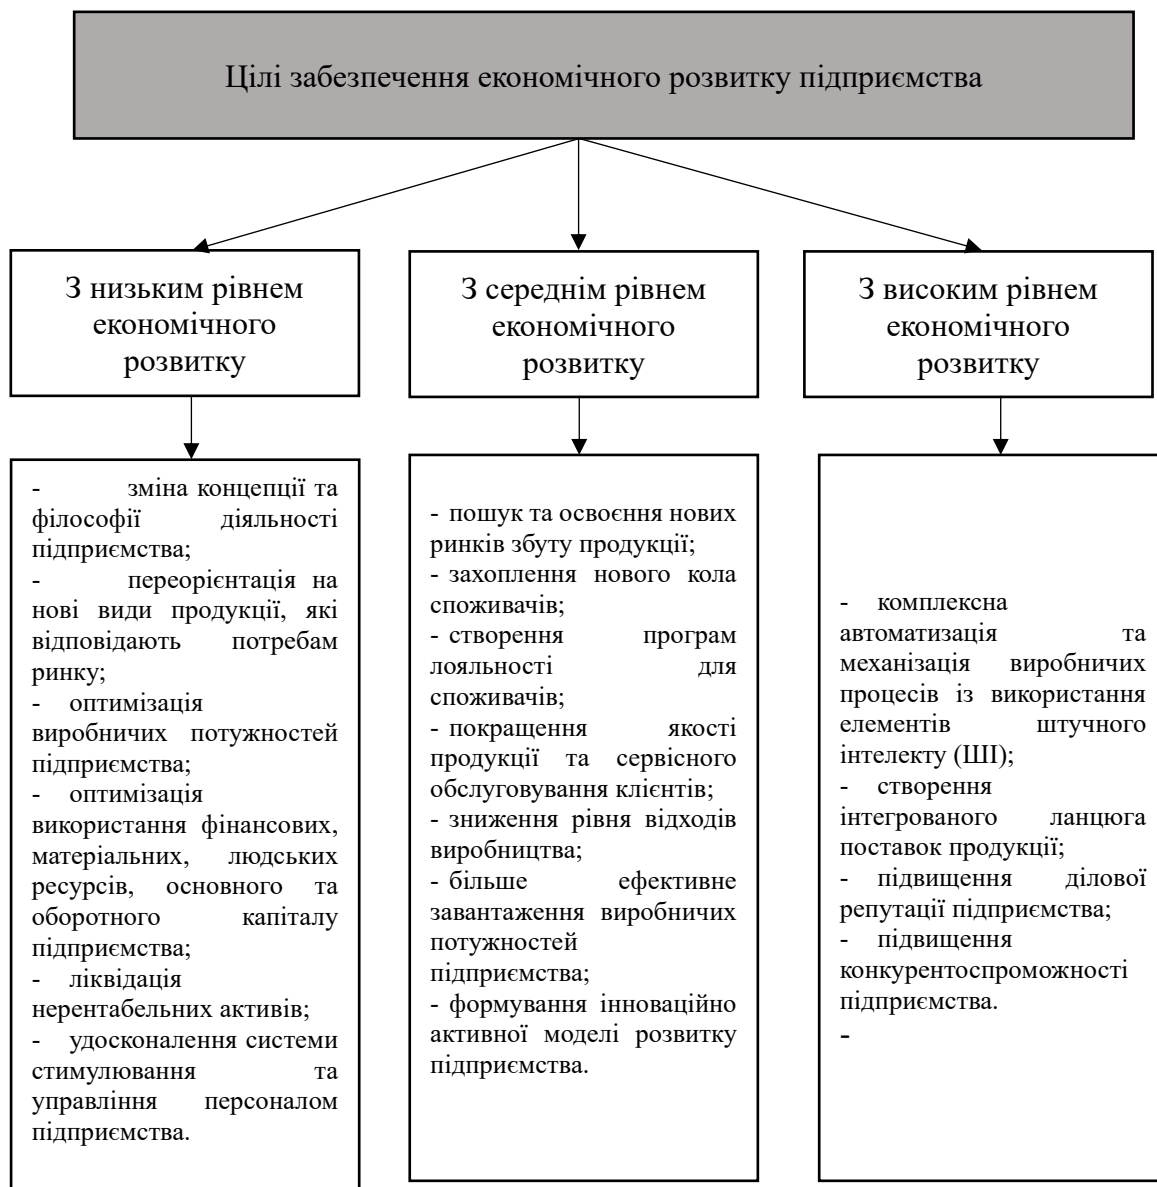 Цілі забезпечення економічного розвитку підприємства
З низьким рівнем
економічного
розвитку
З середнім рівнем
економічного
розвитку
З високим рівнем
економічного
розвитку
- зміна концепції та
філософії діяльності
підприємства;
- переорієнтація на
нові види продукції, які
відповідають потребам
ринку;
- оптимізація
виробничих потужностей
підприємства;
- оптимізація
використання фінансових,
матеріальних, людських
ресурсів, основного та
оборотного капіталу
підприємства;
- ліквідація
нерентабельних активів;
- удосконалення системи
стимулювання та
управління персоналом
підприємства.
- пошук та освоєння нових
ринків збуту продукції;
- захоплення нового кола
споживачів;
- створення програм
лояльності для
споживачів;
- покращення якості
продукції та сервісного
обслуговування клієнтів;
- зниження рівня відходів
виробництва;
- більше ефективне
завантаження виробничих
потужностей
підприємства;
- формування інноваційно
активної моделі розвитку
підприємства.
- комплексна
автоматизація та
механізація виробничих
процесів із використання
елементів штучного
інтелекту (ШІ);
- створення
інтегрованого ланцюга
поставок продукції;
- підвищення ділової
репутації підприємства;
- підвищення
конкурентоспроможності
підприємства.
-